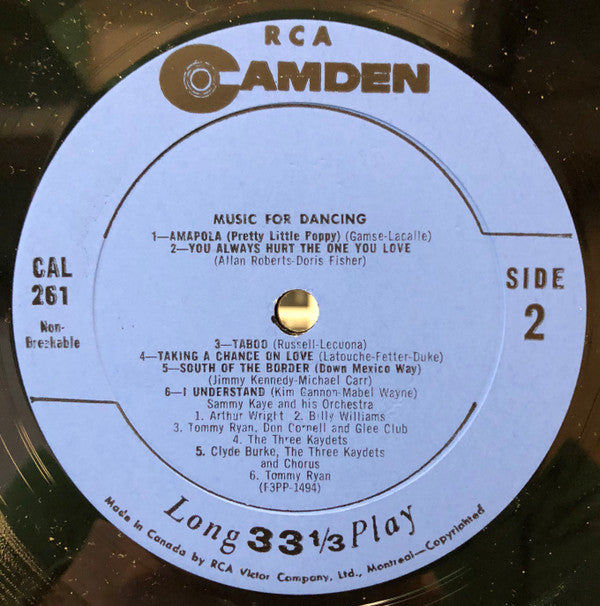 RCA
CAMDEN
MUSIC FOR DANCING
1—AMAPOLA (Pretty Little Poppy) (Gamse-Lacalle)
2—YOU ALWAYS HURT THE ONE YOU LOVE
(Allan Roberts-Doris Fisher)
CAL
261
Non-
Breakable
SIDE
2
3—TABOO (Russell-Lecuona)
4—TAKING A CHANCE ON LOVE (Latouche-Fetter-Duke)
5—SOUTH OF THE BORDER (Down Mexico Way)
(Jimmy Kennedy-Michael Carr)
6—I UNDERSTAND (Kim Gannon-Mabel Wayne)
Sammy Kaye and his Orchestra
1. Arthur Wright 2. Billy Williams
3. Tommy Ryan, Don Cornell and Glee Club
4. The Three Kaydets
5. Clyde Burke, The Three Kaydets
and Chorus
6. Tommy Ryan
(F3PP-1494)
Long 33 1/3 Play
Made in Canada by RCA Victor Company, Ltd., Montreal—Copyrighted